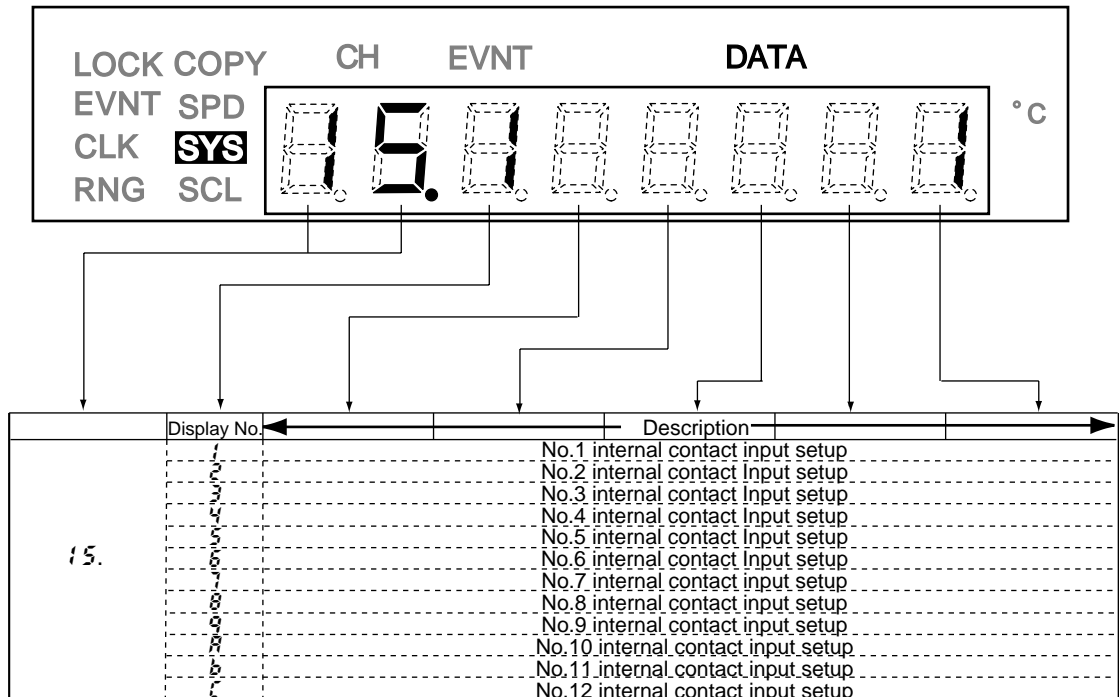 LOCK COPY CH EVNT DATA
EVNT SPD °C
CLK SYS
RNG SCL
15.1 1
Display No. Description
1 No.1 internal contact input setup
2 No.2 internal contact Input setup
3 No.3 internal contact Input setup
4 No.4 internal contact Input setup
5 No.5 internal contact Input setup
15. 6 No.6 internal contact Input setup
7 No.7 internal contact input setup
8 No.8 internal contact input setup
9 No.9 internal contact input setup
A No.10 internal contact input setup
b No.11 internal contact input setup
C No.12 internal contact input setup